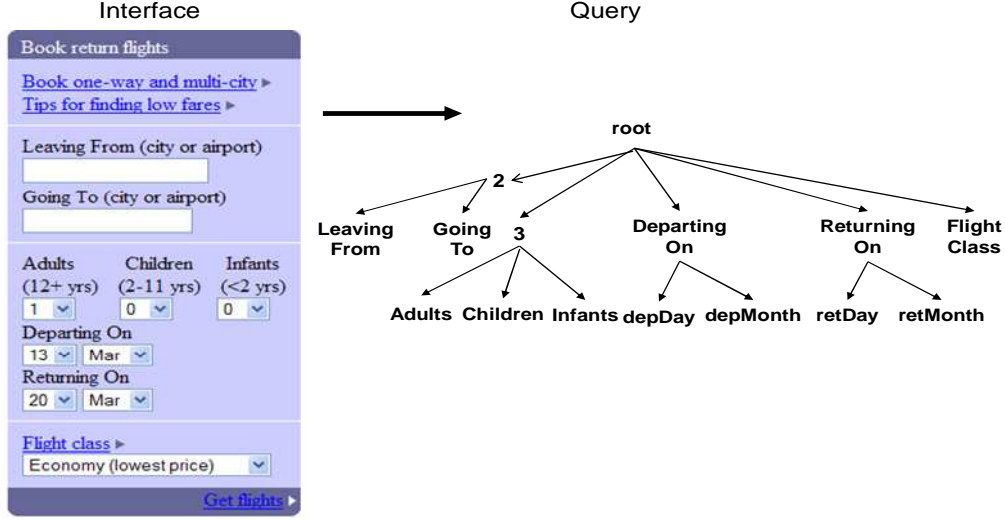 Interface
Query
Book return flights
Book one-way and multi-city
Tips for finding low fares
Leaving From (city or airport)
Going To (city or airport)
Adults Children Infants
(12+ yrs) (2-11 yrs) (<2 yrs)
1 0 0
Departing On
13 Mar
Returning On
20 Mar
Flight class
Economy (lowest price)
Get flights
root
2
Leaving Going 3 Departing Returning Flight
From To On On Class
Adults Children Infants depDay depMonth retDay retMonth